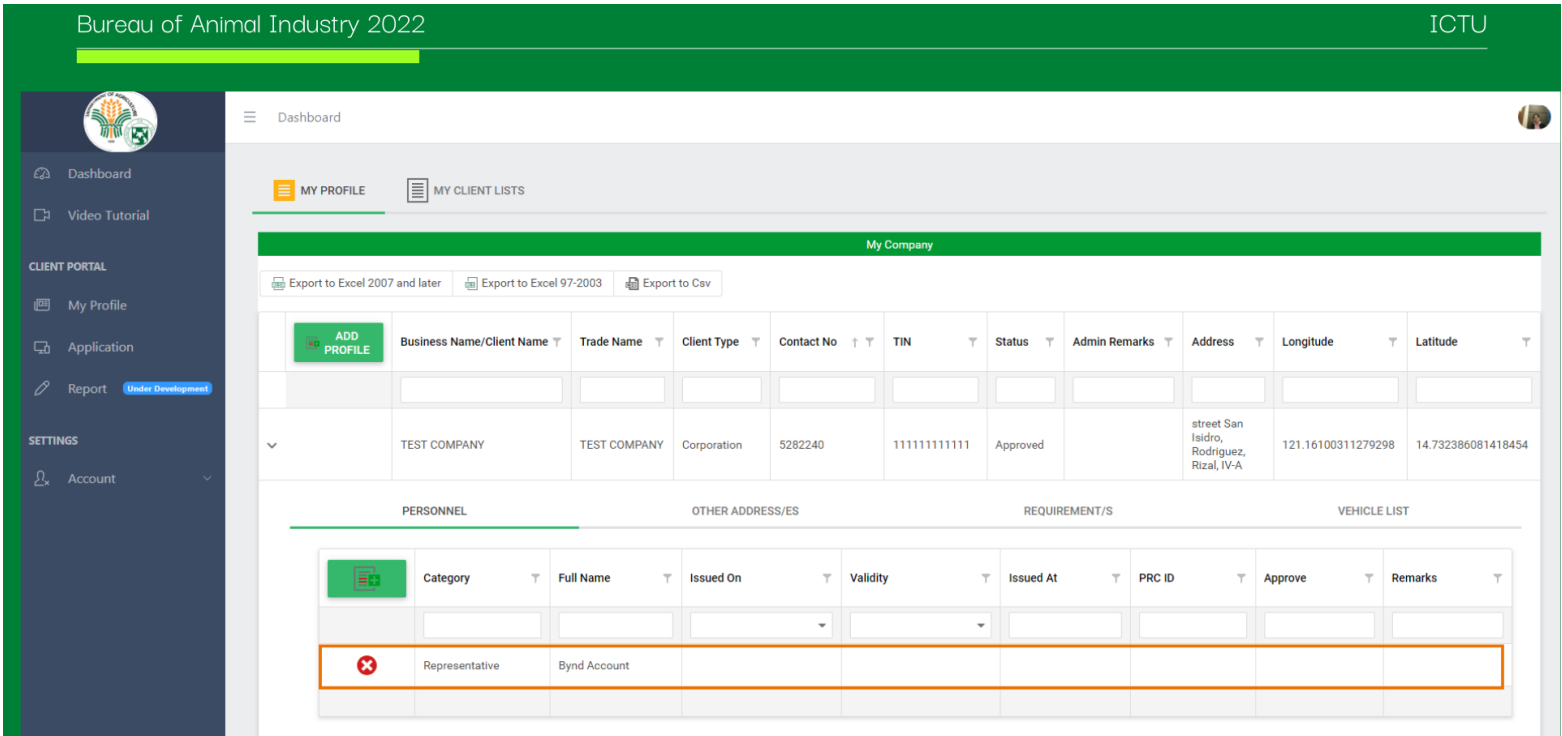 Bureau of Animal Industry 2022
ICTU
Dashboard
Dashboard
Video Tutorial
CLIENT PORTAL
My Profile
Application
Report Under Development
SETTINGS
Account
MY PROFILE
MY CLIENT LISTS
My Company
Export to Excel 2007 and later
Export to Excel 97-2003
Export to Csv
ADD
PROFILE
Business Name/Client Name
Trade Name
Client Type
Contact No
TIN
Status
Admin Remarks
Address
Longitude
Latitude
TEST COMPANY
TEST COMPANY
Corporation
5282240
111111111111
Approved
street San
Isidro,
Rodriguez,
Rizal, IV-A
121.16100311279298
14.732386081418454
PERSONNEL
OTHER ADDRESS/ES
REQUIREMENT/S
VEHICLE LIST
Category
Full Name
Issued On
Validity
Issued At
PRC ID
Approve
Remarks
Representative
Bynd Account